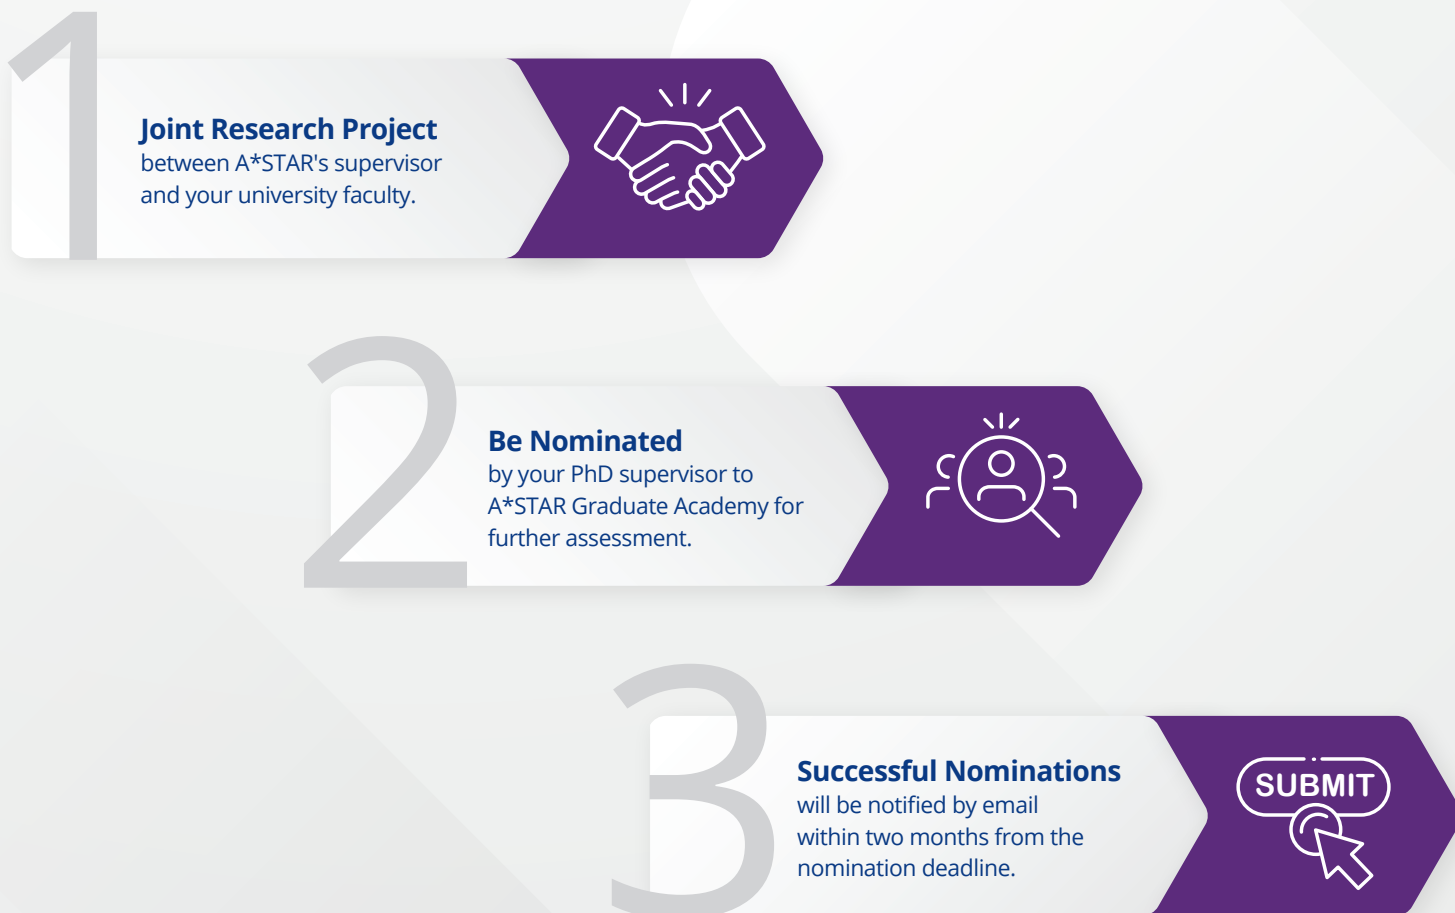 1
Joint Research Project
between A*STAR's supervisor
and your university faculty.
2
Be Nominated
by your PhD supervisor to
A*STAR Graduate Academy for
further assessment.
3
Successful Nominations
will be notified by email
within two months from the
nomination deadline.
SUBMIT